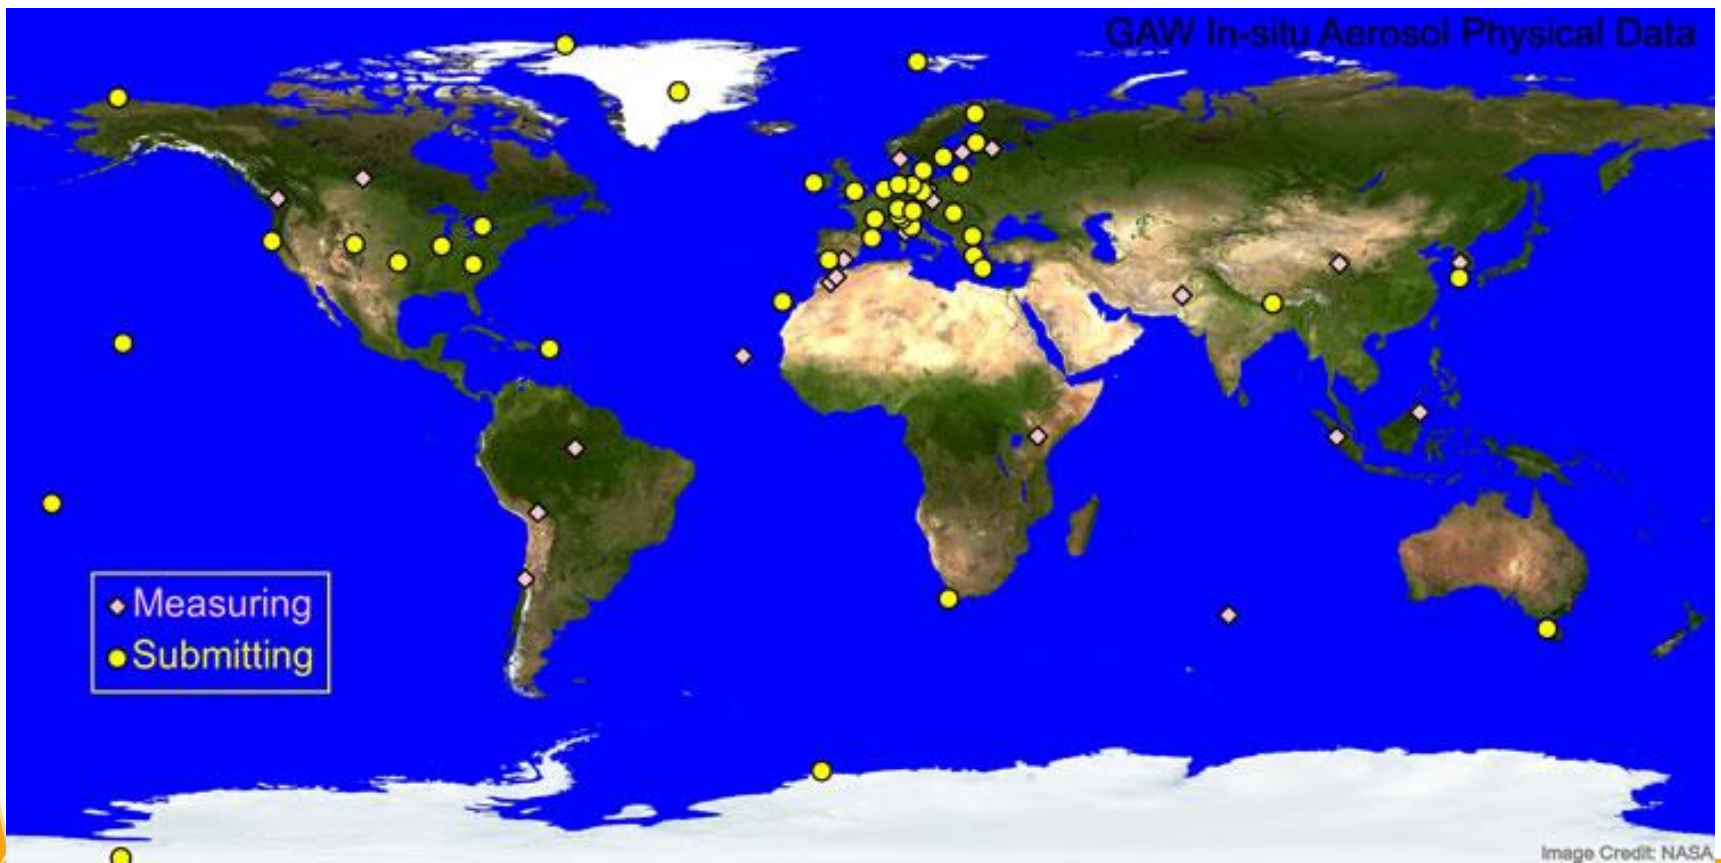 GAW In-situ Aerosol Physical Data
Measuring
Submitting
Image Credit: NASA